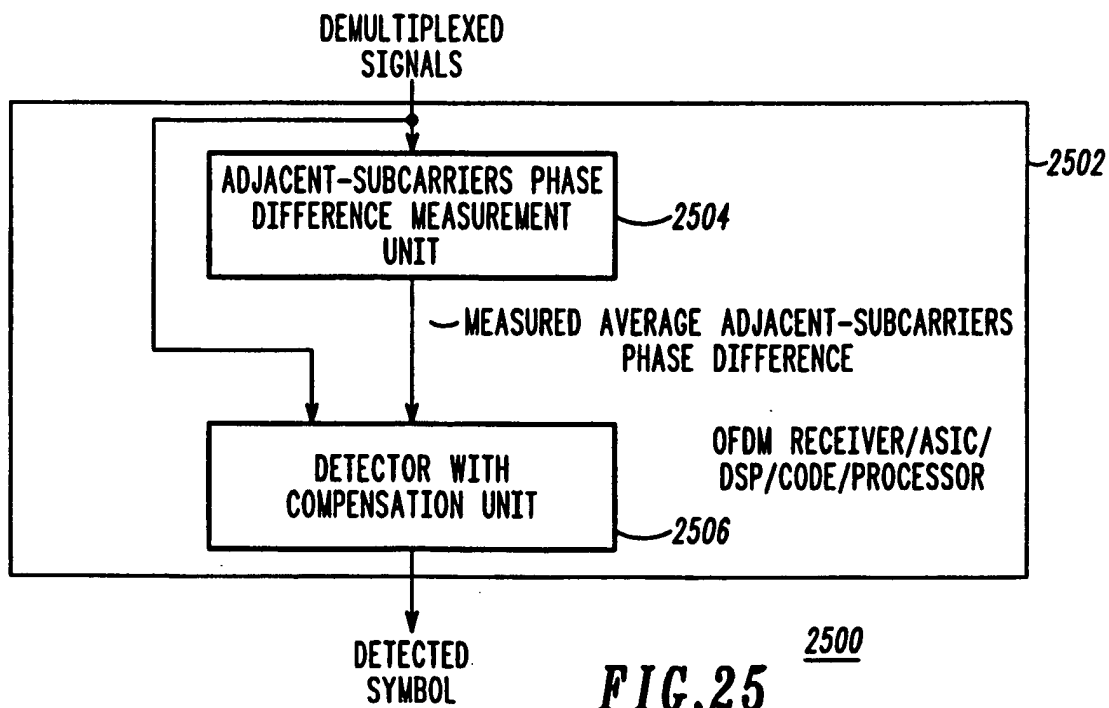 DEMULTIPLEXED
SIGNALS
2502
ADJACENT-SUBCARRIERS PHASE
DIFFERENCE MEASUREMENT
UNIT
2504
MEASURED AVERAGE ADJACENT-SUBCARRIERS
PHASE DIFFERENCE
DETECTOR WITH
COMPENSATION UNIT
2506
OFDM RECEIVER/ASIC/
DSP/CODE/PROCESSOR
DETECTED
SYMBOL
2500
FIG.25